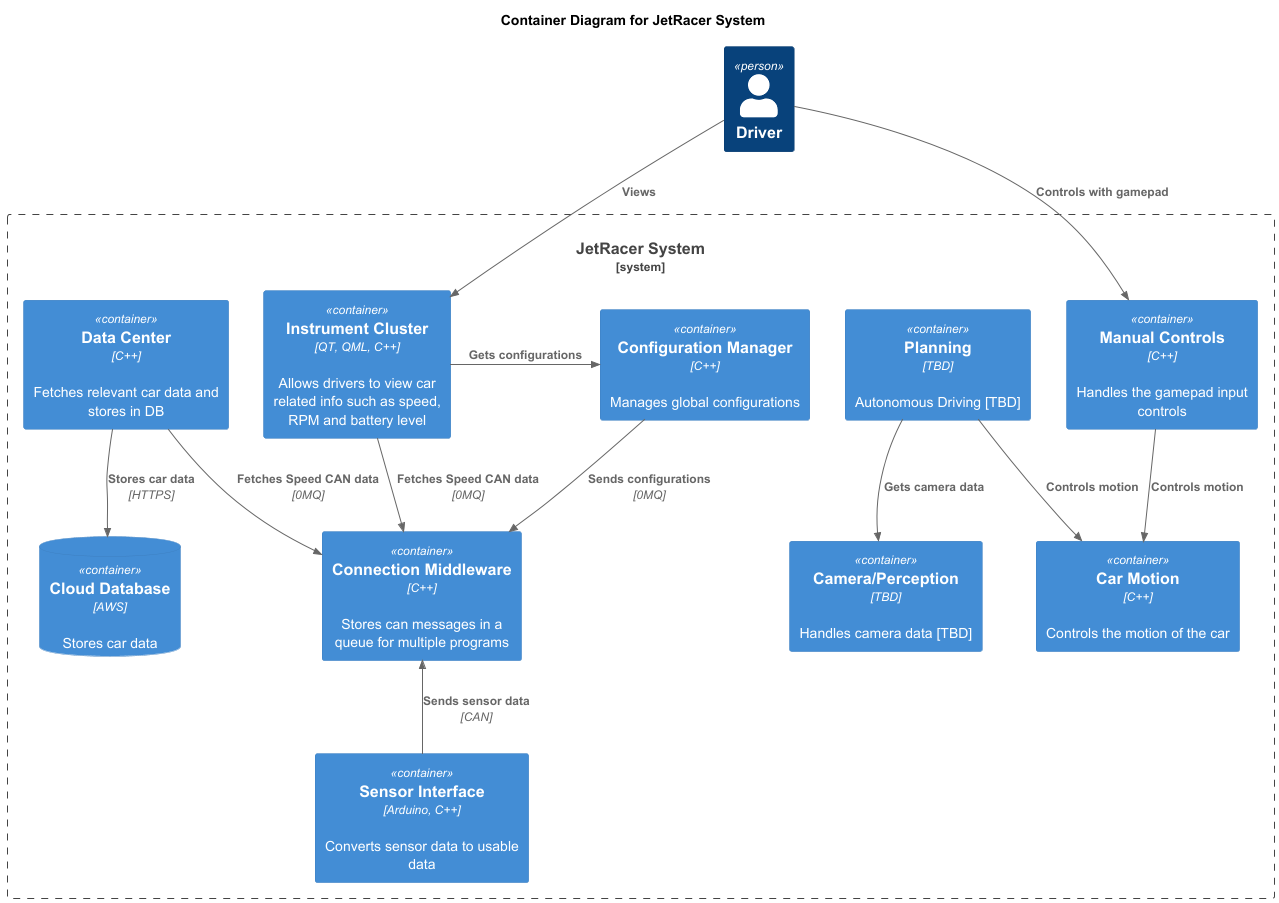 Container Diagram for JetRacer System
«person»
Driver
Views
Controls with gamepad
JetRacer System
[system]
«container»
Data Center
[C++]
Fetches relevant car data and
stores in DB
«container»
Instrument Cluster
[QT, QML, C++]
Allows drivers to view car
related info such as speed,
RPM and battery level
Gets configurations
«container»
Configuration Manager
[C++]
Manages global configurations
«container»
Planning
[TBD]
Autonomous Driving [TBD]
«container»
Manual Controls
[C++]
Handles the gamepad input
controls
Stores car data
[HTTPS]
Fetches Speed CAN data
[0MQ]
Fetches Speed CAN data
[0MQ]
Sends configurations
[0MQ]
Gets camera data
Controls motion
Controls motion
«container»
Cloud Database
[AWS]
Stores car data
«container»
Connection Middleware
[C++]
Stores can messages in a
queue for multiple programs
«container»
Camera/Perception
[TBD]
Handles camera data [TBD]
«container»
Car Motion
[C++]
Controls the motion of the car
Sends sensor data
[CAN]
«container»
Sensor Interface
[Arduino, C++]
Converts sensor data to usable
data